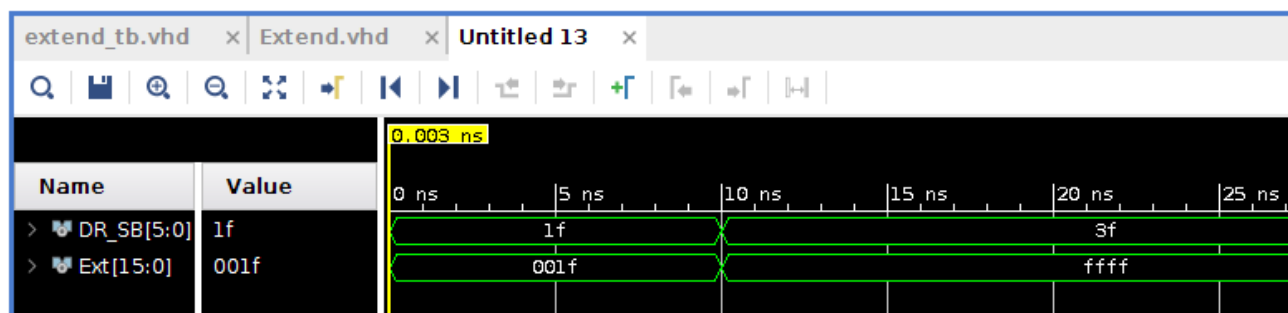 extend_tb.vhd × Extend.vhd × Untitled 13 ×
0.003 ns
Name Value
0 ns 5 ns 10 ns 15 ns 20 ns 25 ns
> DR_SB[5:0] 1f 1f 3f
> Ext[15:0] 001f 001f ffff